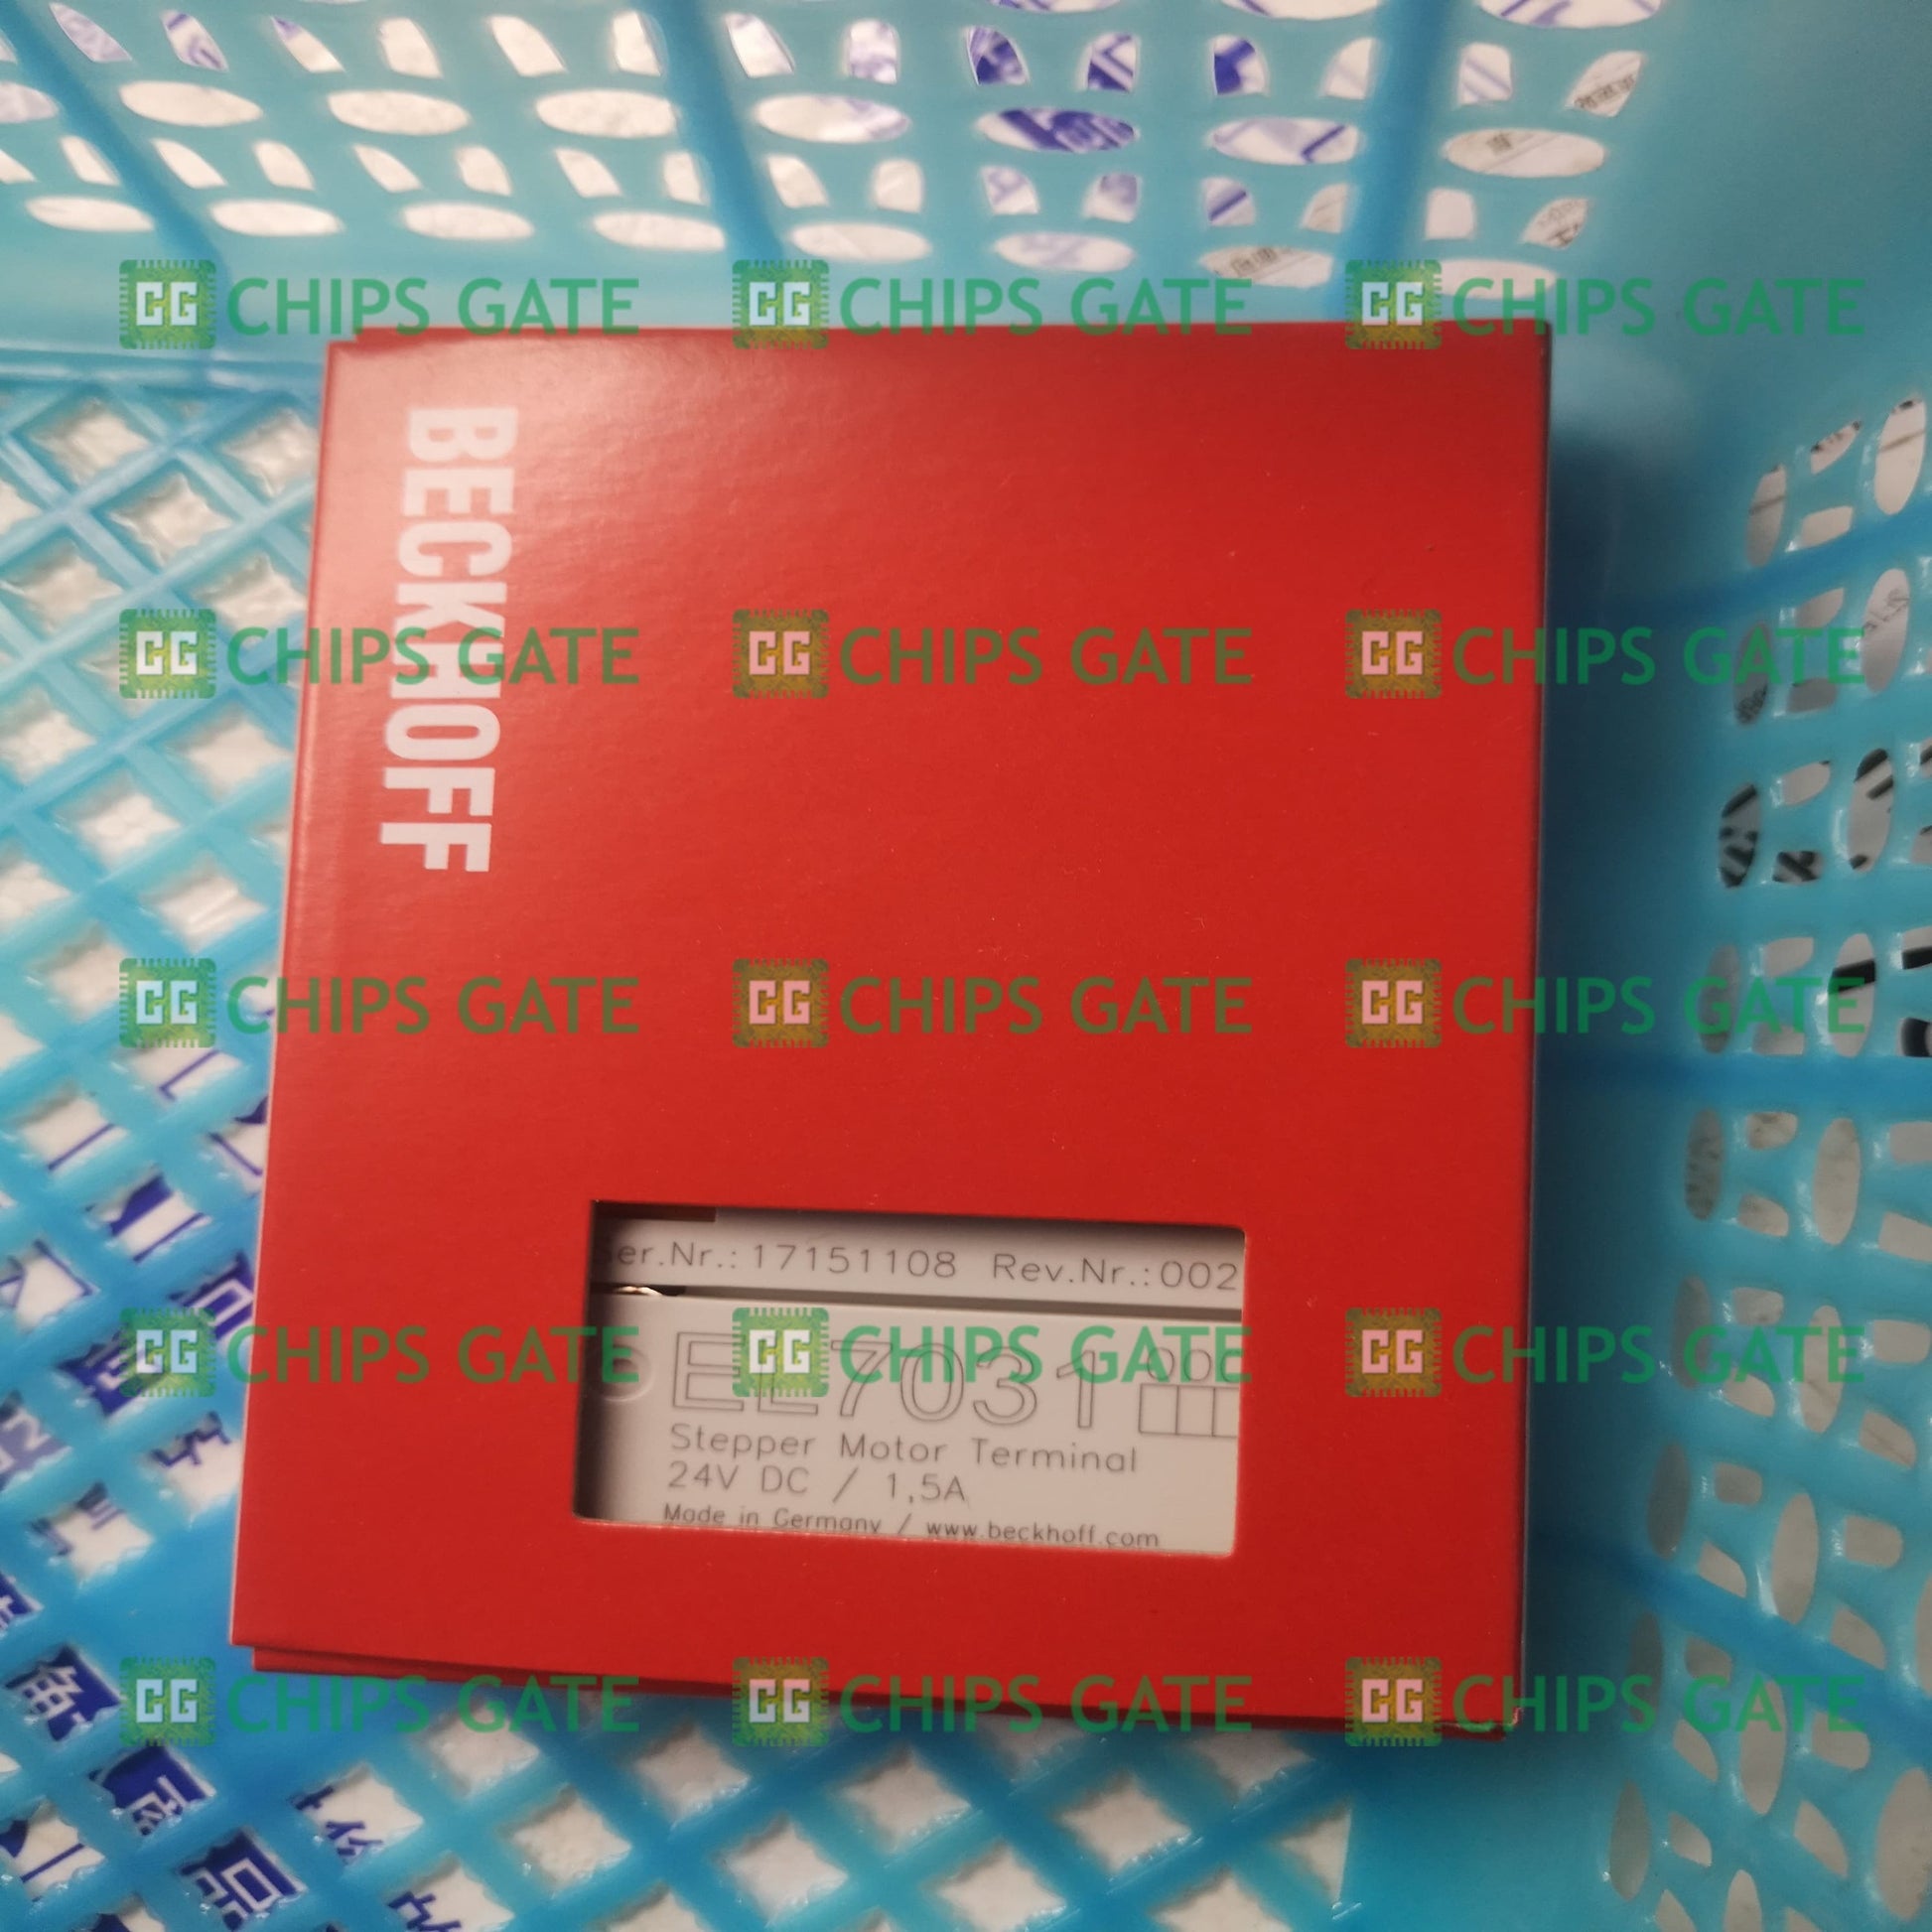 CHIPS GATE CHIPS GATE CHIPS GATE
BECKHOFF
CHIPS GATE CHIPS GATE CHIPS GATE
CHIPS GATE CHIPS GATE CHIPS GATE
Ser.Nr.: 17151108 Rev.Nr.: 002
EL7031
Stepper Motor Terminal
24V DC / 1,5A
Made in Germany / www.beckhoff.com
CHIPS GATE CHIPS GATE CHIPS GATE
CHIPS GATE CHIPS GATE CHIPS GATE